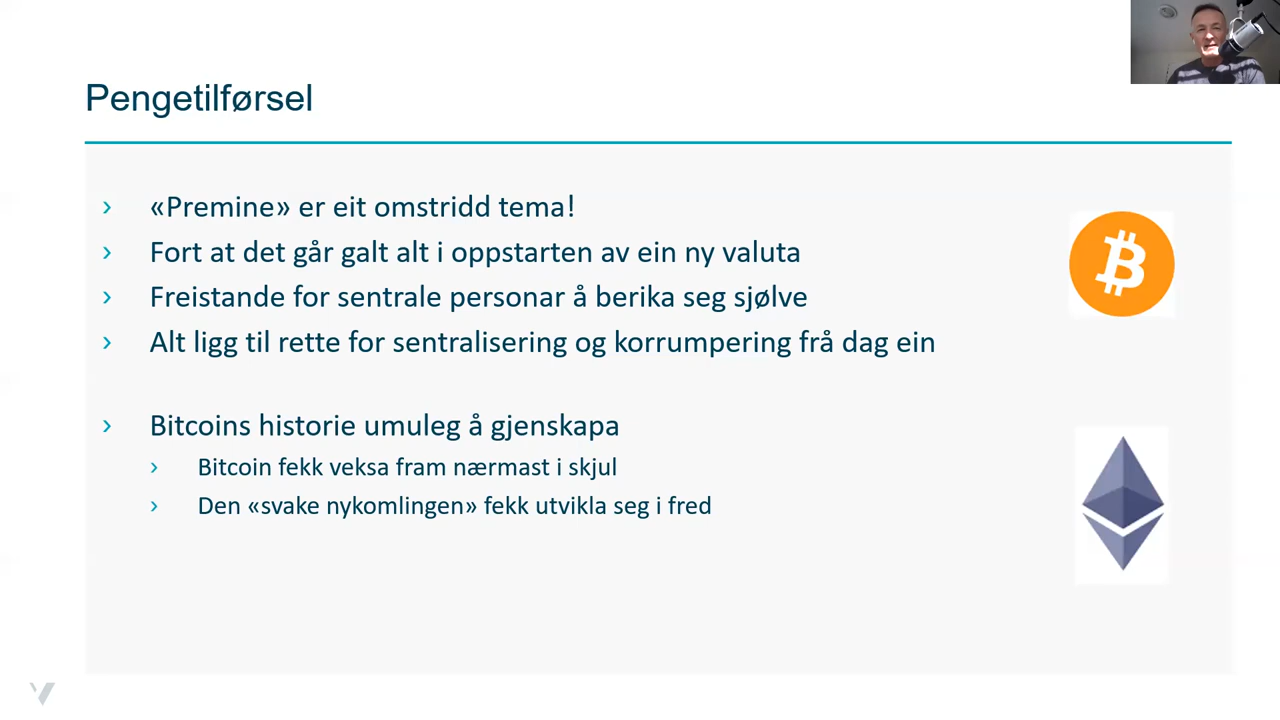 Pengetilførsel
«Premine» er eit omstridd tema!
Fort at det går galt alt i oppstarten av ein ny valuta
Freistande for sentrale personar å berika seg sjølve
Alt ligg til rette for sentralisering og korrumpering frå dag ein
Bitcoins historie umuleg å gjenskapa
Bitcoin fekk veksa fram nærmast i skjul
Den «svake nykomlingen» fekk utvikla seg i fred